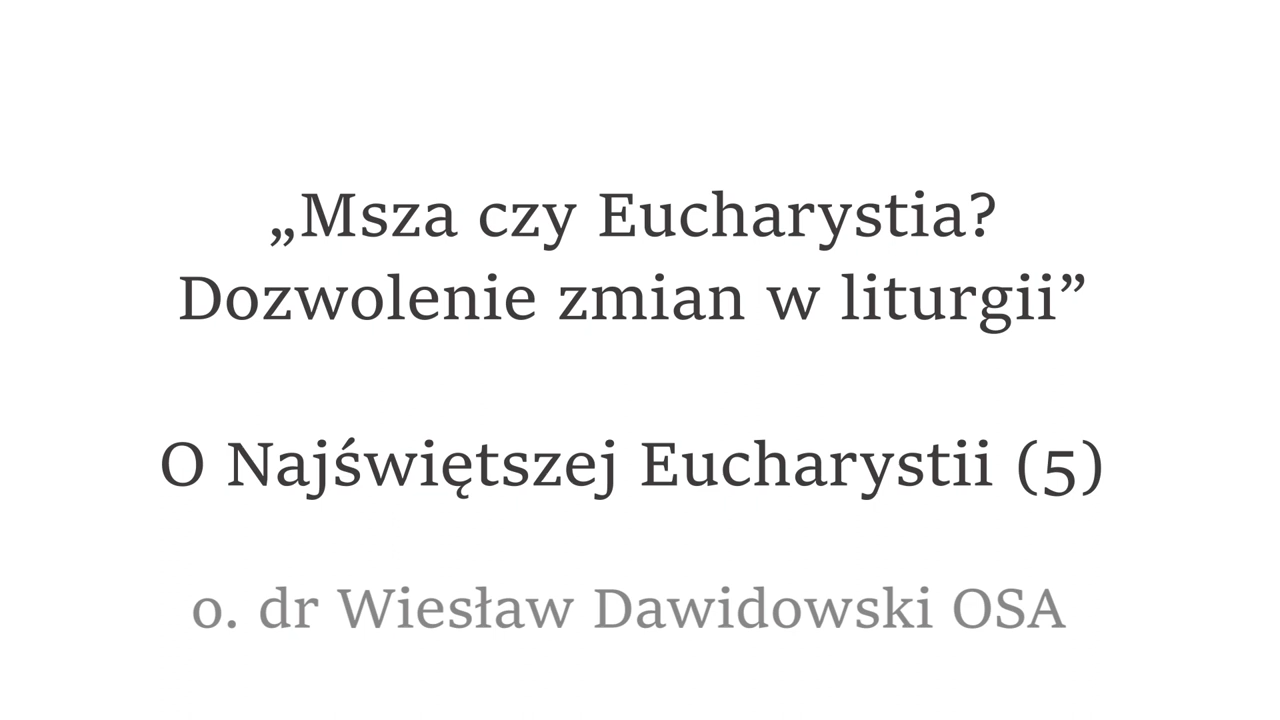 „Msza czy Eucharystia?
Dozwolenie zmian w liturgii”
O Najświętszej Eucharystii (5)
o. dr Wiesław Dawidowski OSA